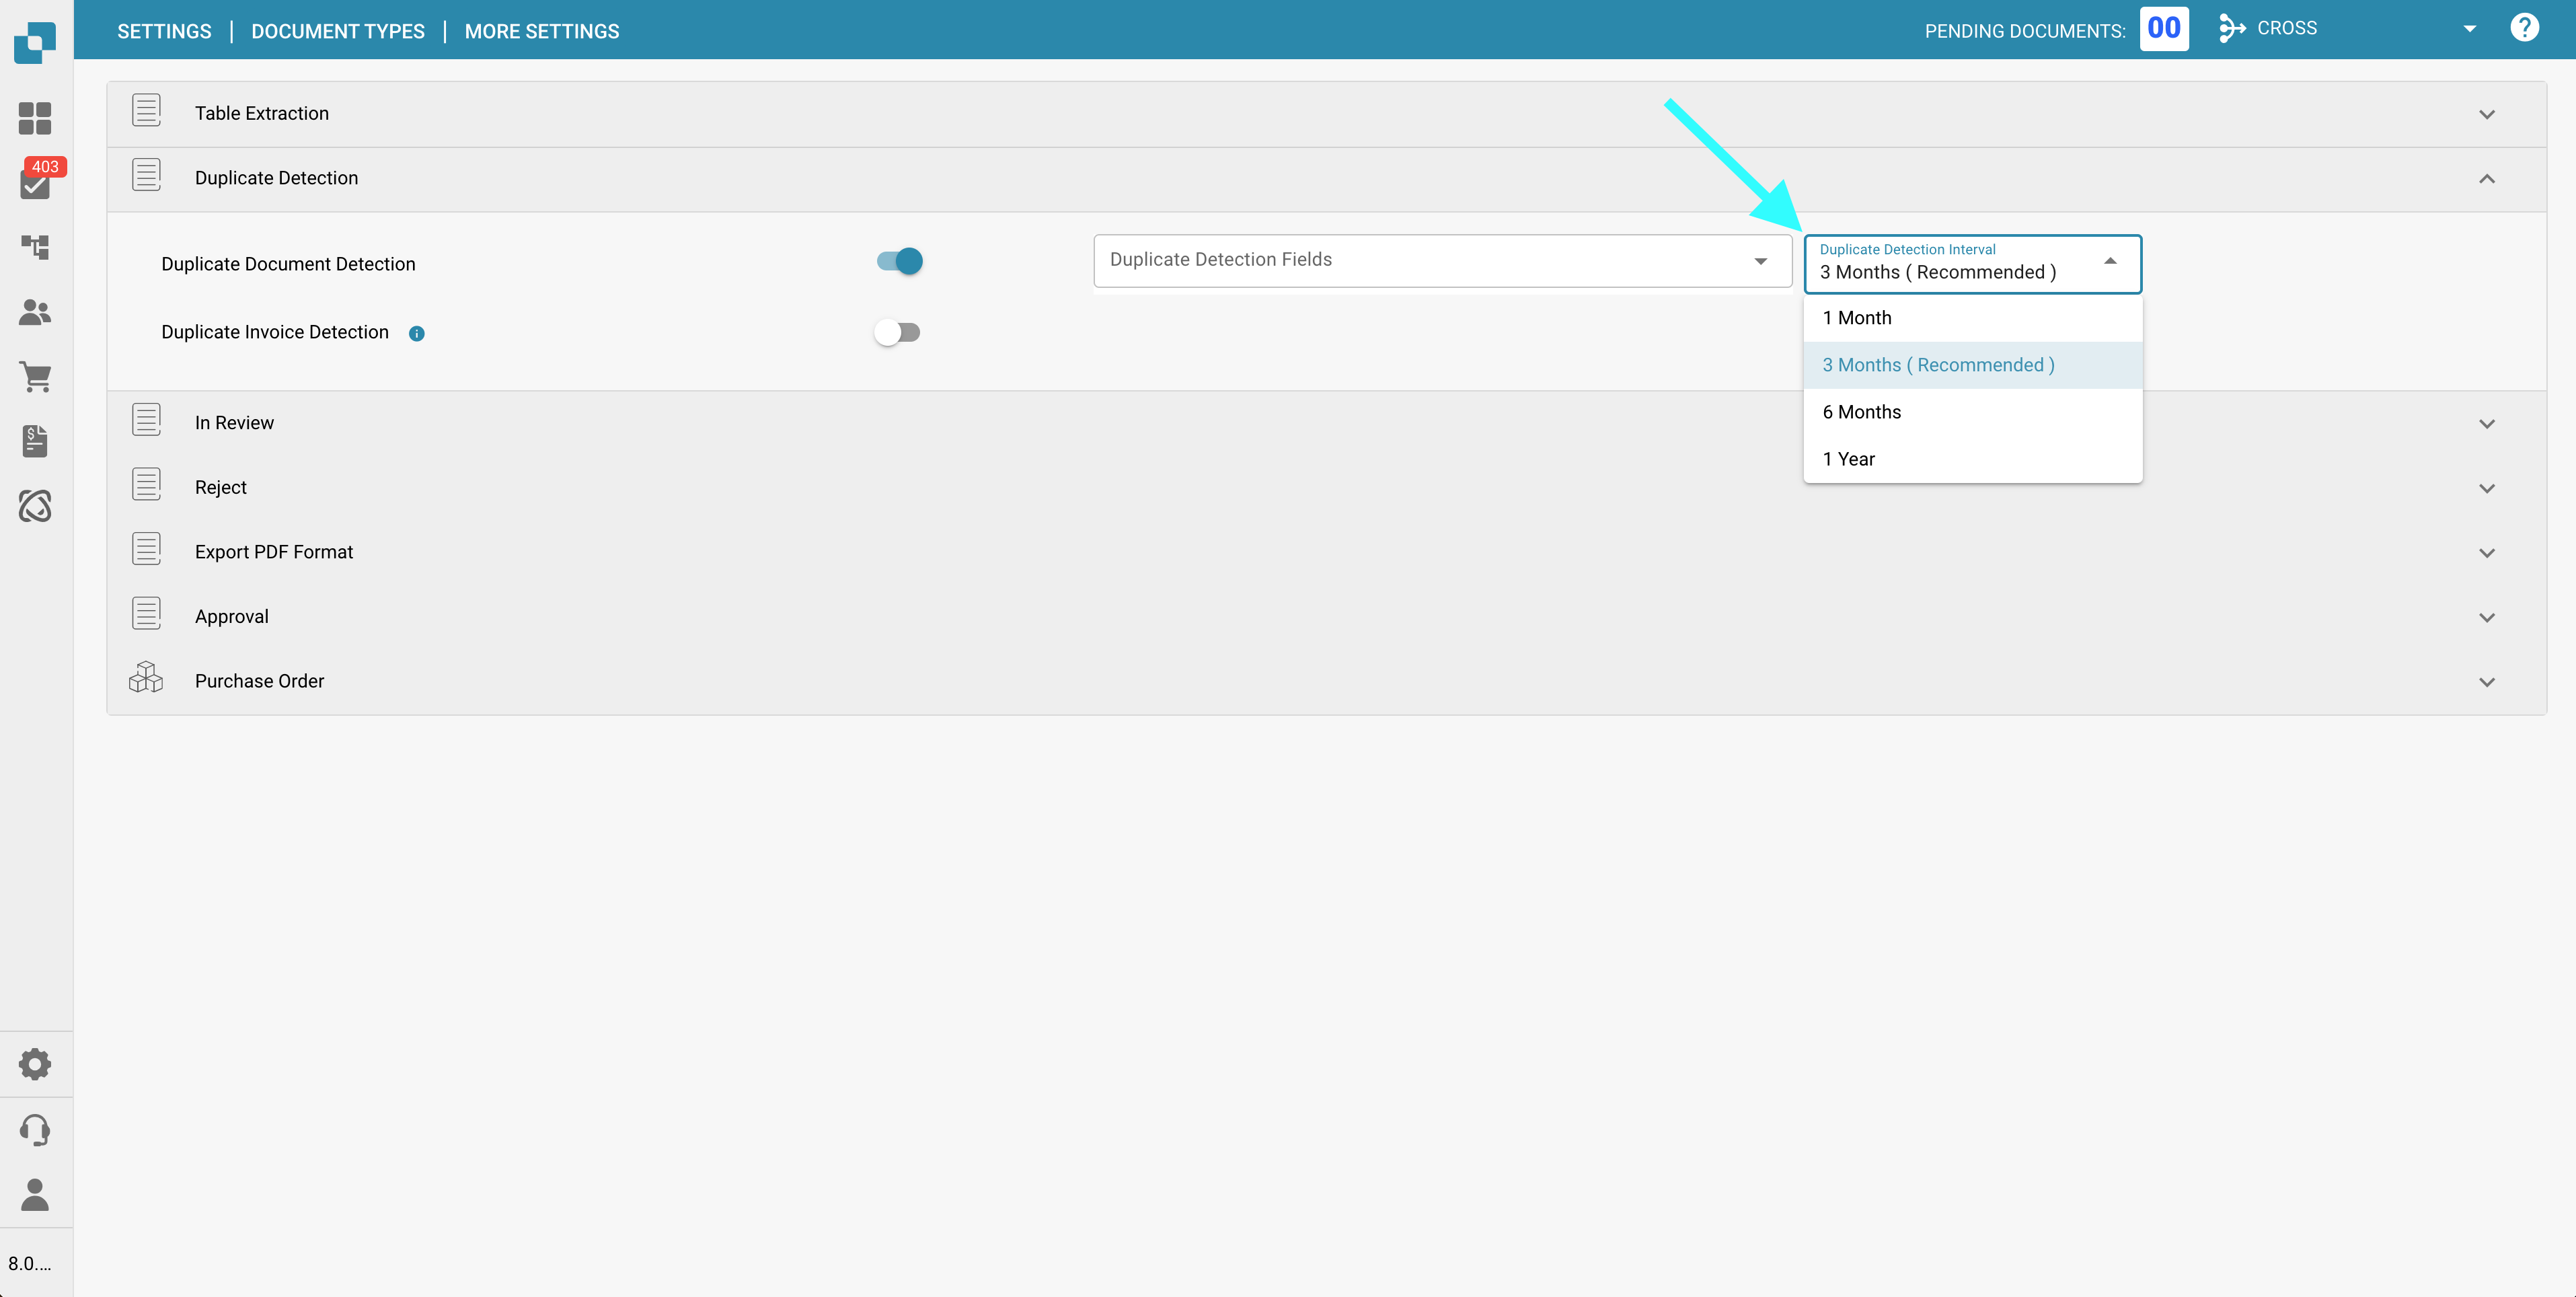 SETTINGS | DOCUMENT TYPES | MORE SETTINGS
PENDING DOCUMENTS: 00
CROSS
?
403
Table Extraction
Duplicate Detection
Duplicate Document Detection
Duplicate Detection Fields
Duplicate Detection Interval
3 Months ( Recommended )
Duplicate Invoice Detection
1 Month
3 Months ( Recommended )
6 Months
1 Year
In Review
Reject
Export PDF Format
Approval
Purchase Order
8.0....